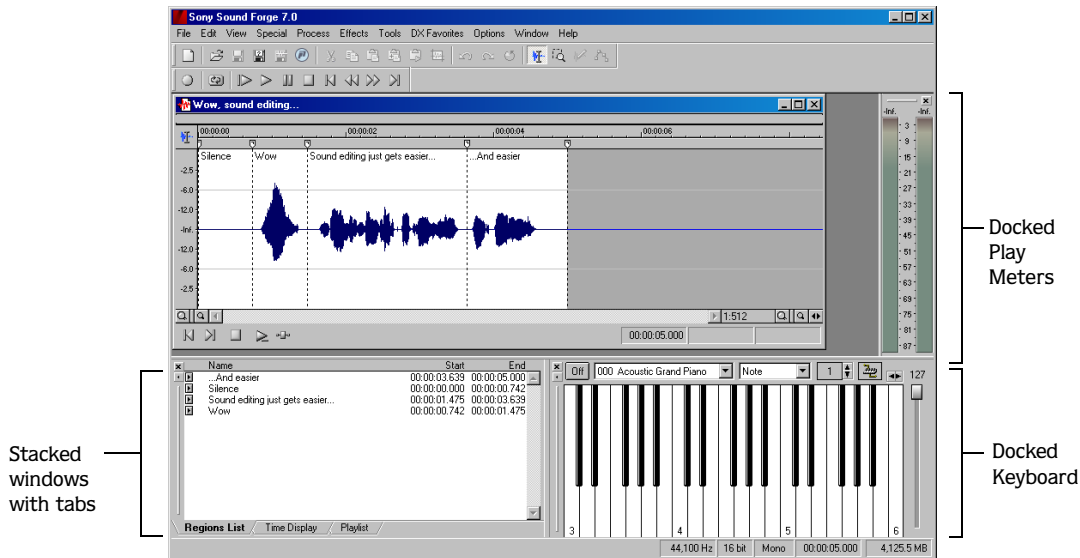 Sony Sound Forge 7.0
File Edit View Special Process Effects Tools DX Favorites Options Window Help
Wow, sound editing...
00:00:00 00:00:02 00:00:04 00:00:06
Silence Wow Sound editing just gets easier... ...And easier
-2.5
-6.0
-12.0
-Inf.
-12.0
-6.0
-2.5
1:512
00:00:05.000
-Inf. -Inf.
- 3 -
- 9 -
- 15 -
- 21 -
- 27 -
- 33 -
- 39 -
- 45 -
- 51 -
- 57 -
- 63 -
- 69 -
- 75 -
- 81 -
- 87 -
Docked
Play
Meters
Name Start End
...And easier 00:00:03.639 00:00:05.000
Silence 00:00:00.000 00:00:00.742
Sound editing just gets easier... 00:00:01.475 00:00:03.639
Wow 00:00:00.742 00:00:01.475
Regions List Time Display Playlist
Stacked
windows
with tabs
Off 000 Acoustic Grand Piano Note 1 127
3 4 5 6
Docked
Keyboard
44,100 Hz 16 bit Mono 00:00:05.000 4,125.5 MB